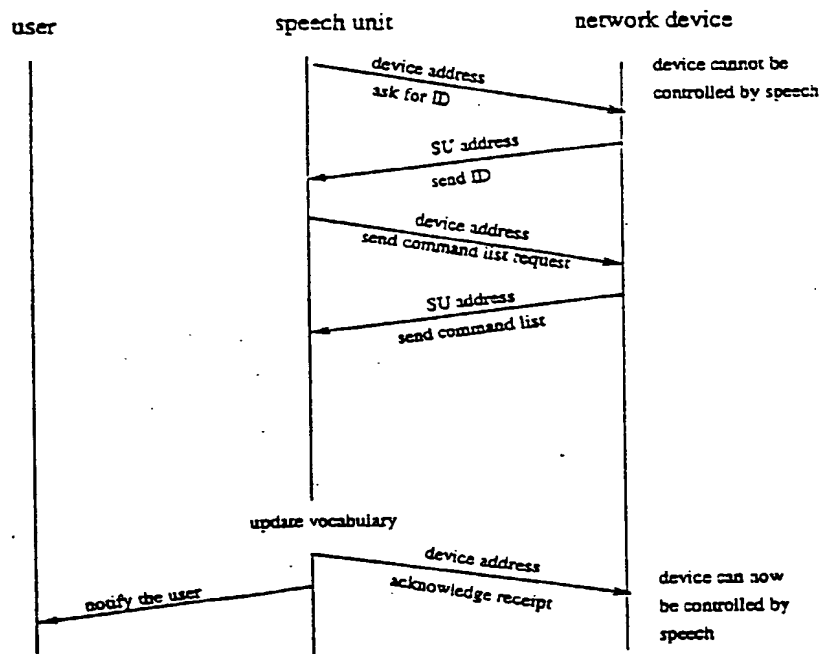 user
speech unit
network device
device address
ask for ID
device cannot be
controlled by speech
SU address
send ID
device address
send command list request
SU address
send command list
update vocabulary
device address
acknowledge receipt
notify the user
device can now
be controlled by
speech